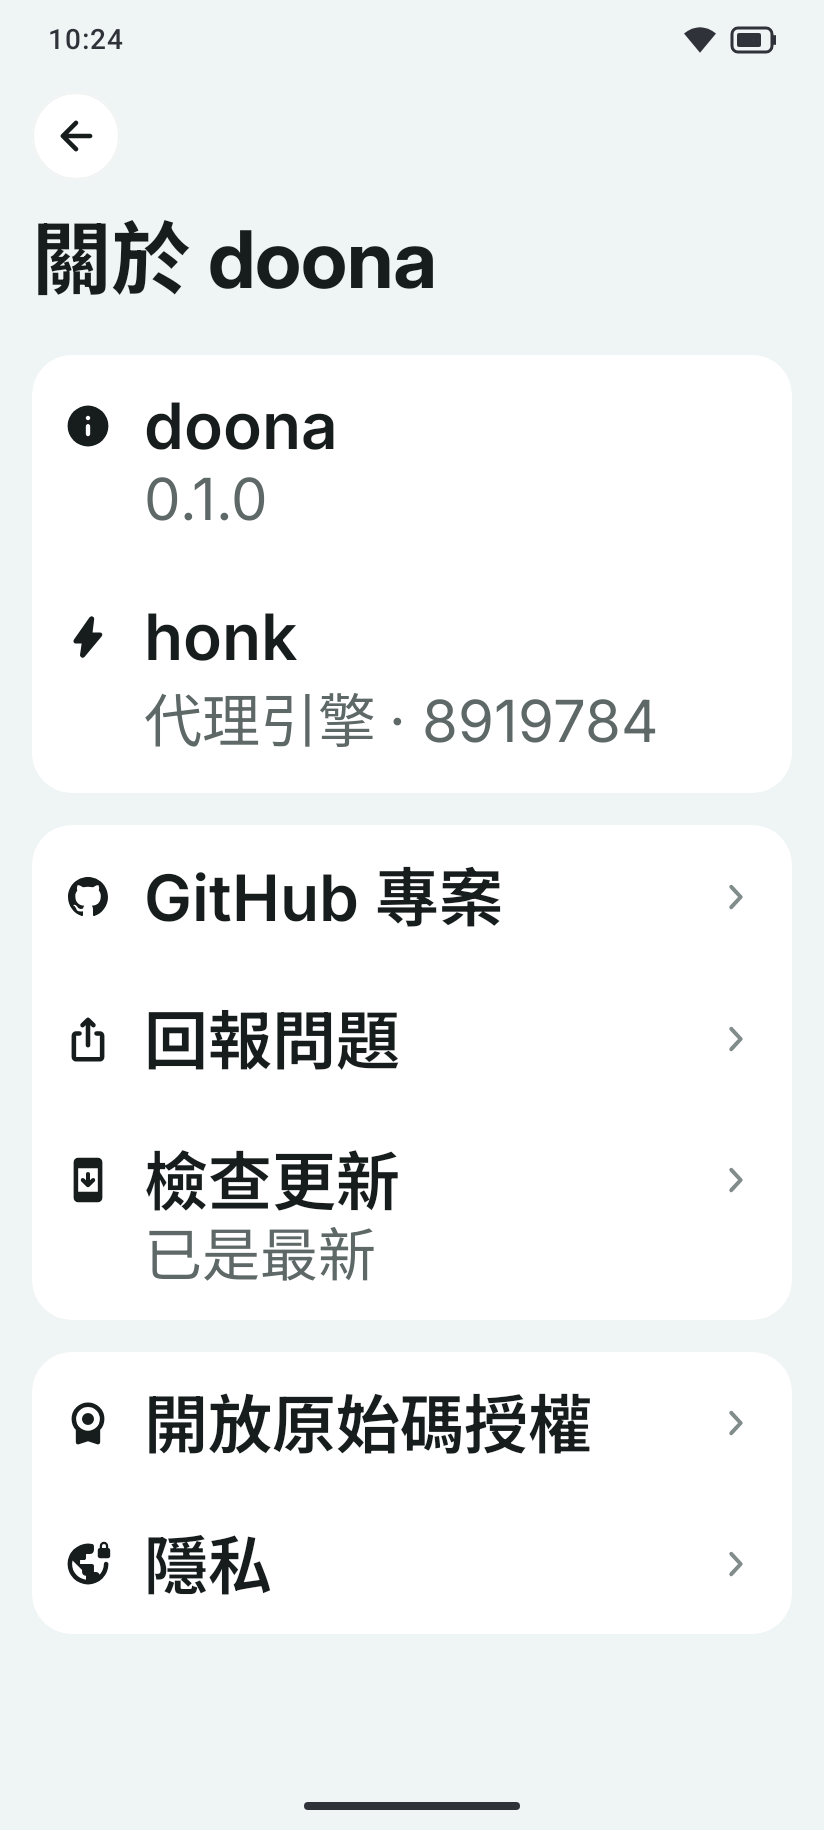 10:24
關於 doona
doona
0.1.0
honk
代理引擎 · 8919784
GitHub 專案
回報問題
檢查更新
已是最新
開放原始碼授權
隱私